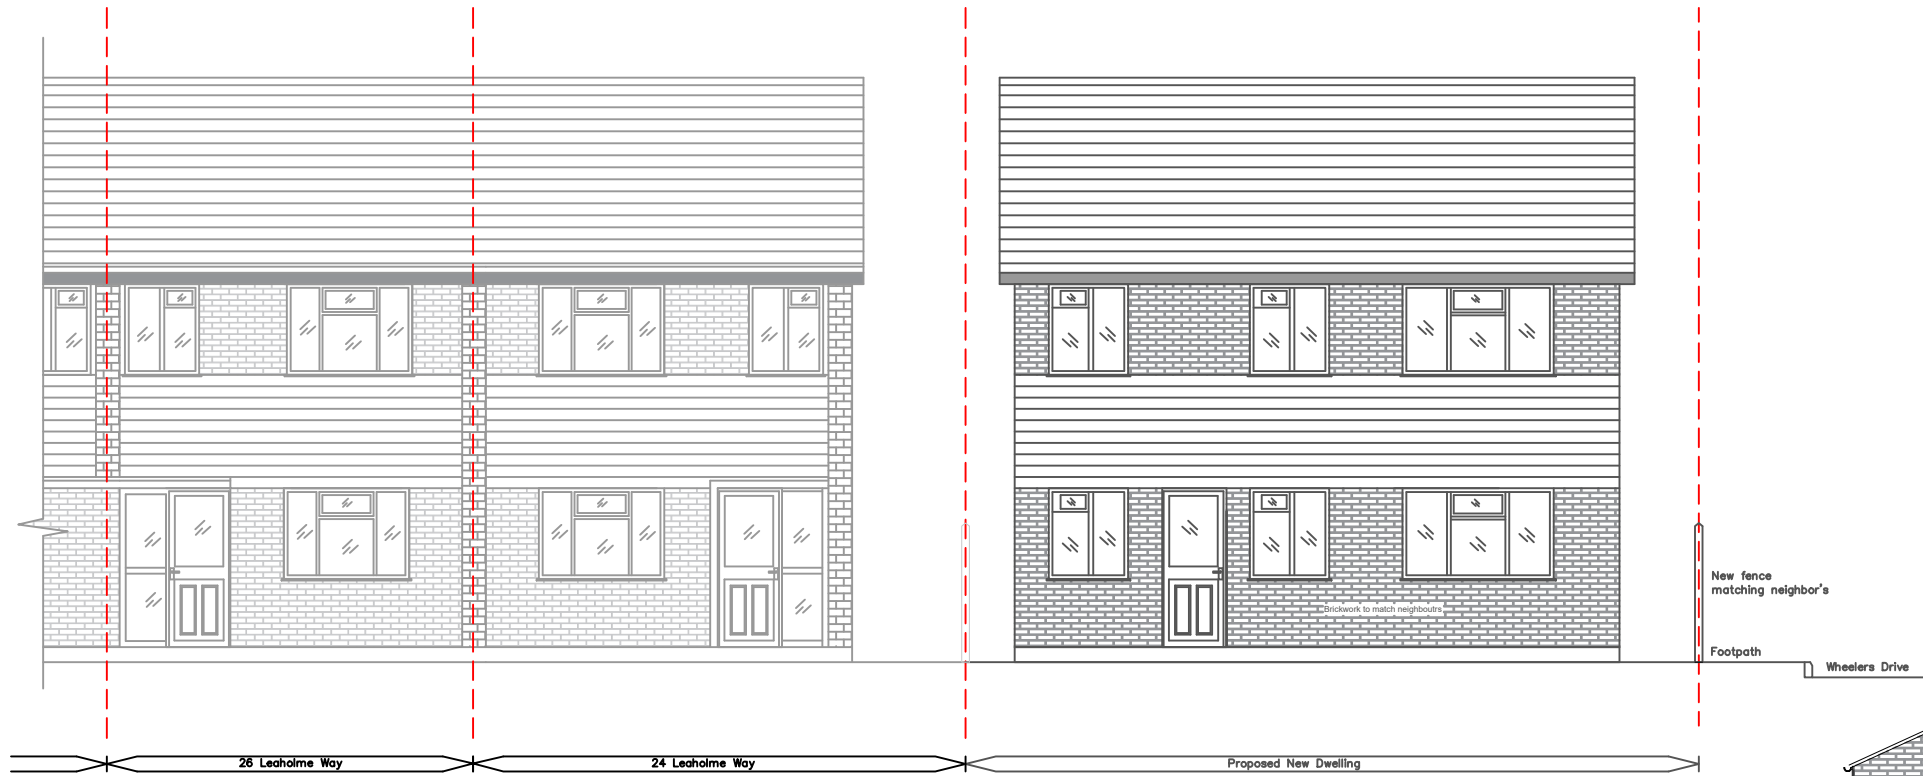 Brickwork to match neighboutrs
New fence
matching neighbor's
Footpath
Wheelers Drive
26 Leaholme Way
24 Leaholme Way
Proposed New Dwelling